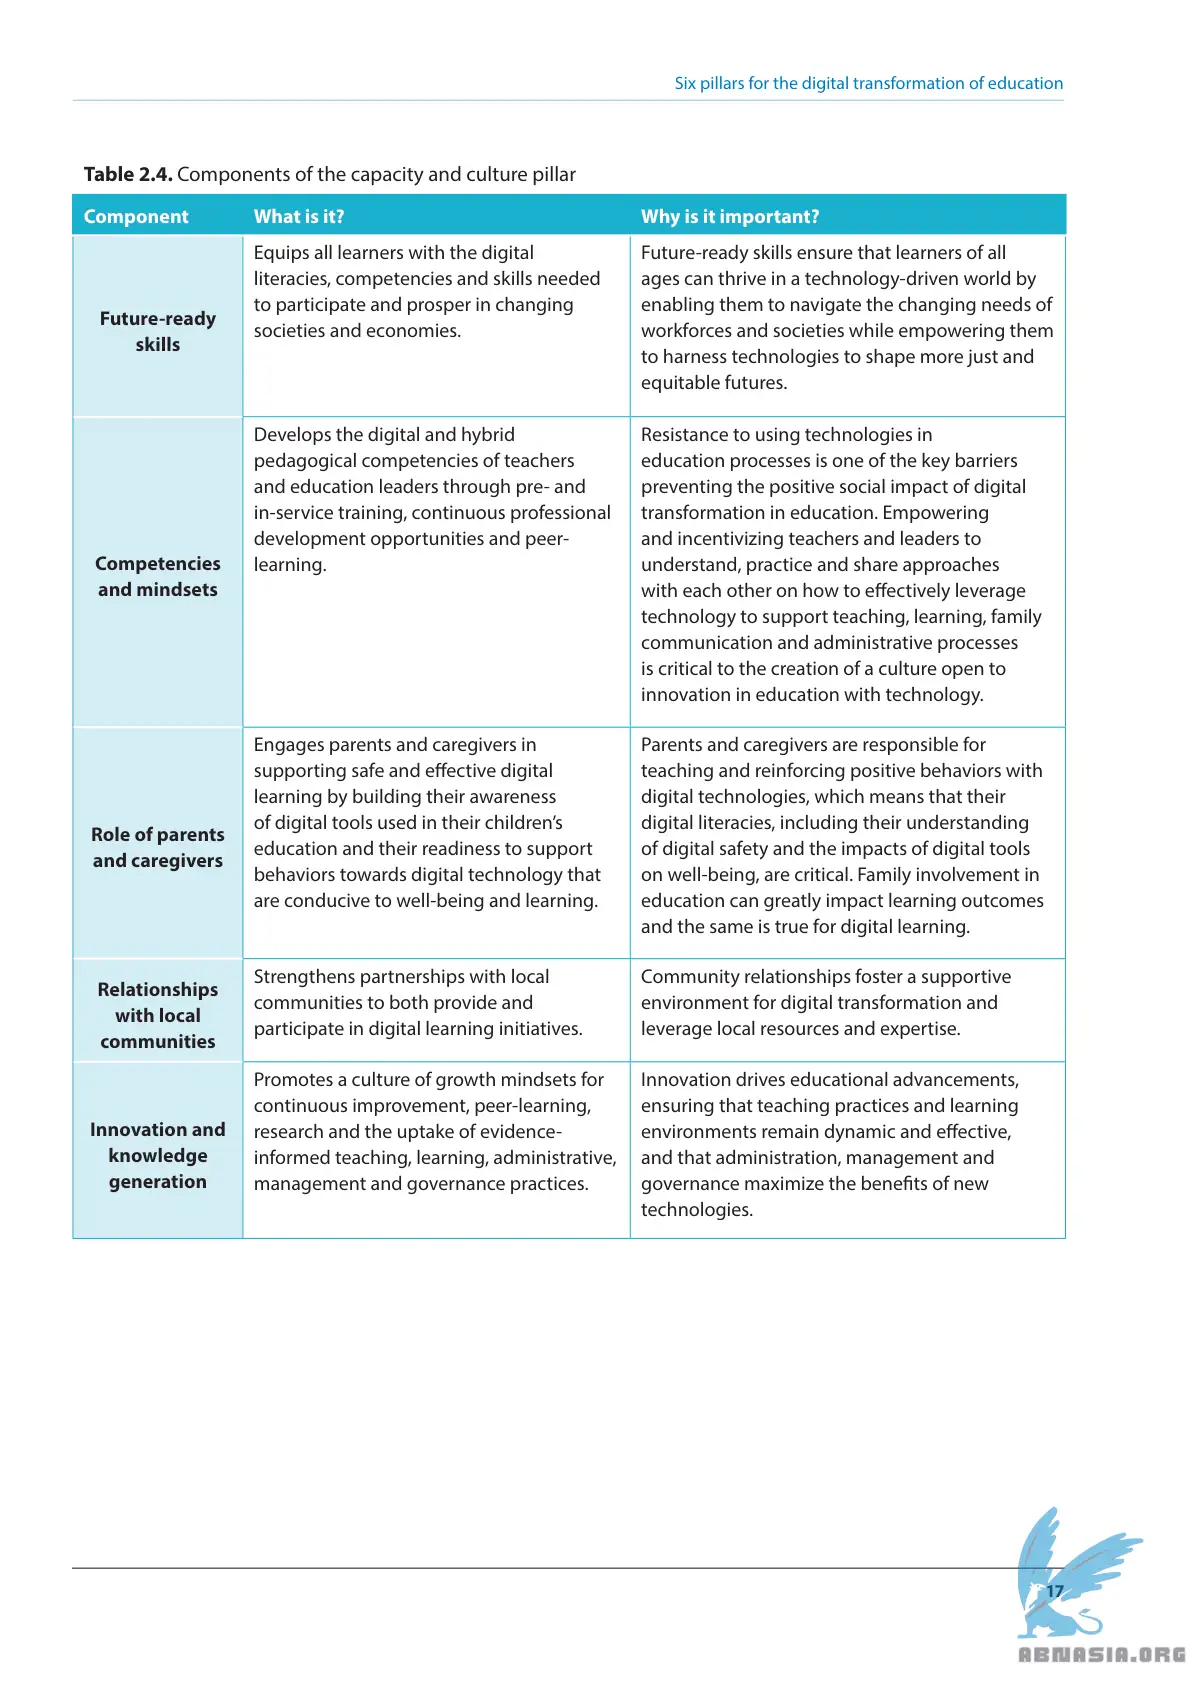 Six pillars for the digital transformation of education
Table 2.4. Components of the capacity and culture pillar
Component
What is it?
Why is it important?
Future-ready
skills
Equips all learners with the digital
literacies, competencies and skills needed
to participate and prosper in changing
societies and economies.
Future-ready skills ensure that learners of all
ages can thrive in a technology-driven world by
enabling them to navigate the changing needs of
workforces and societies while empowering them
to harness technologies to shape more just and
equitable futures.
Competencies
and mindsets
Develops the digital and hybrid
pedagogical competencies of teachers
and education leaders through pre- and
in-service training, continuous professional
development opportunities and peer-
learning.
Resistance to using technologies in
education processes is one of the key barriers
preventing the positive social impact of digital
transformation in education. Empowering
and incentivizing teachers and leaders to
understand, practice and share approaches
with each other on how to effectively leverage
technology to support teaching, learning, family
communication and administrative processes
is critical to the creation of a culture open to
innovation in education with technology.
Role of parents
and caregivers
Engages parents and caregivers in
supporting safe and effective digital
learning by building their awareness
of digital tools used in their children’s
education and their readiness to support
behaviors towards digital technology that
are conducive to well-being and learning.
Parents and caregivers are responsible for
teaching and reinforcing positive behaviors with
digital technologies, which means that their
digital literacies, including their understanding
of digital safety and the impacts of digital tools
on well-being, are critical. Family involvement in
education can greatly impact learning outcomes
and the same is true for digital learning.
Relationships
with local
communities
Strengthens partnerships with local
communities to both provide and
participate in digital learning initiatives.
Community relationships foster a supportive
environment for digital transformation and
leverage local resources and expertise.
Innovation and
knowledge
generation
Promotes a culture of growth mindsets for
continuous improvement, peer-learning,
research and the uptake of evidence-
informed teaching, learning, administrative,
management and governance practices.
Innovation drives educational advancements,
ensuring that teaching practices and learning
environments remain dynamic and effective,
and that administration, management and
governance maximize the benefits of new
technologies.
17
ABNASIA.ORG